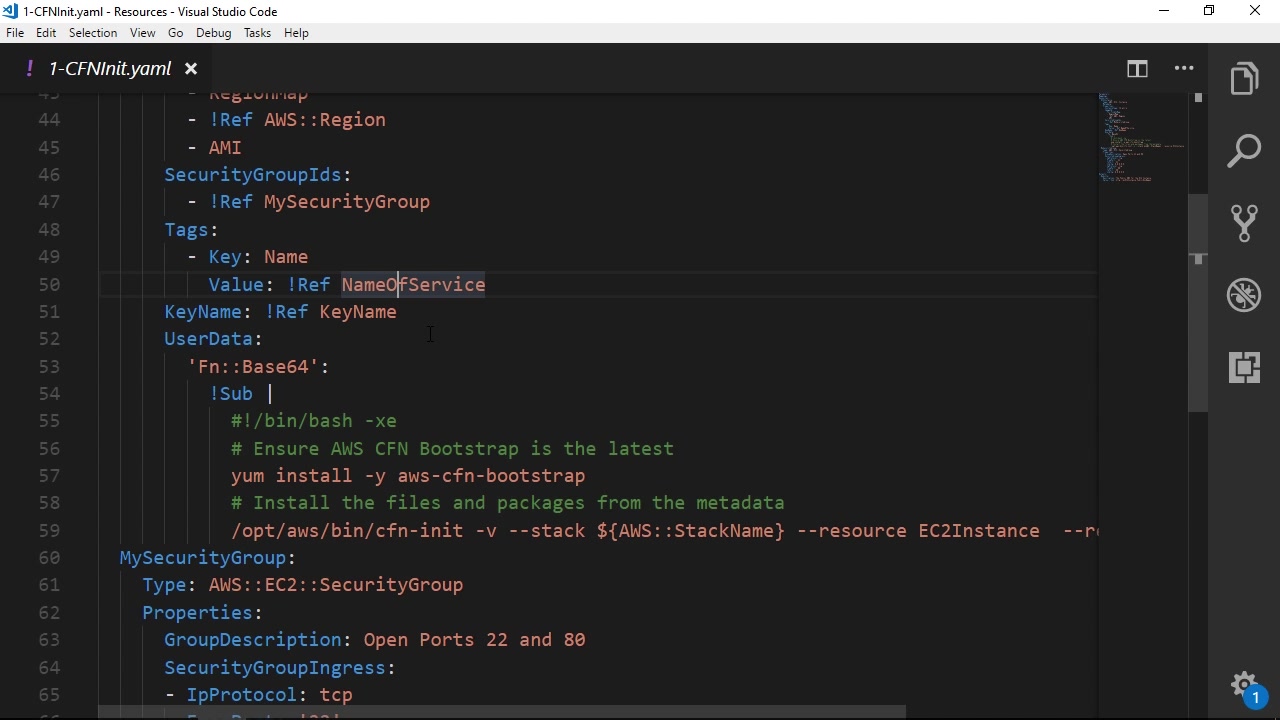 1-CFNInit.yaml - Resources - Visual Studio Code
File Edit Selection View Go Debug Tasks Help
! 1-CFNInit.yaml ×
43 - RegionMap
44 - !Ref AWS::Region
45 - AMI
46 SecurityGroupIds:
47 - !Ref MySecurityGroup
48 Tags:
49 - Key: Name
50 Value: !Ref NameOfService
51 KeyName: !Ref KeyName
52 UserData:
53 'Fn::Base64':
54 !Sub |
55 #!/bin/bash -xe
56 # Ensure AWS CFN Bootstrap is the latest
57 yum install -y aws-cfn-bootstrap
58 # Install the files and packages from the metadata
59 /opt/aws/bin/cfn-init -v --stack ${AWS::StackName} --resource EC2Instance --r
60 MySecurityGroup:
61 Type: AWS::EC2::SecurityGroup
62 Properties:
63 GroupDescription: Open Ports 22 and 80
64 SecurityGroupIngress:
65 - IpProtocol: tcp
1